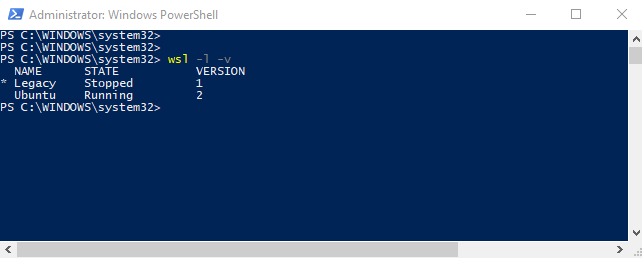 Administrator: Windows PowerShell
PS C:\WINDOWS\system32>
PS C:\WINDOWS\system32>
PS C:\WINDOWS\system32> wsl -l -v
  NAME      STATE           VERSION
* Legacy    Stopped         1
  Ubuntu    Running         2
PS C:\WINDOWS\system32>